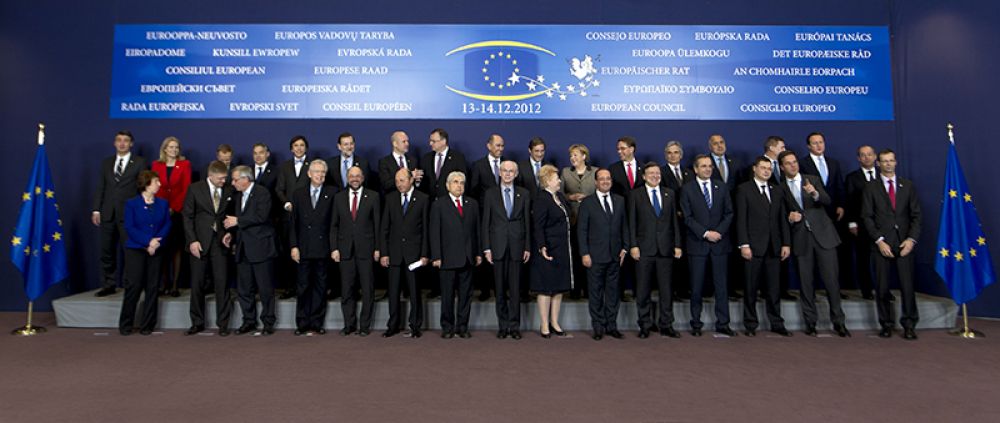 EUROOPPA-NEUVOSTO EUROPOS VADOVŲ TARYBA
EIROPADOME KUNSILL EWROPEW EVROPSKÁ RADA
CONSILIUL EUROPEAN EUROPESE RAAD
ЕВРОПЕЙСКИ СЪВЕТ EUROPEISKA RÅDET
RADA EUROPEJSKA EVROPSKI SVET CONSEIL EUROPÉEN
13-14.12.2012
CONSEJO EUROPEO EURÓPSKA RADA EURÓPAI TANÁCS
EUROOPA ÜLEMKOGU DET EUROPÆISKE RÅD
EUROPÄISCHER RAT AN CHOMHAIRLE EORPACH
ΕΥΡΩΠΑΪΚΟ ΣΥΜΒΟΥΛΙΟ CONSELHO EUROPEU
EUROPEAN COUNCIL CONSIGLIO EUROPEO